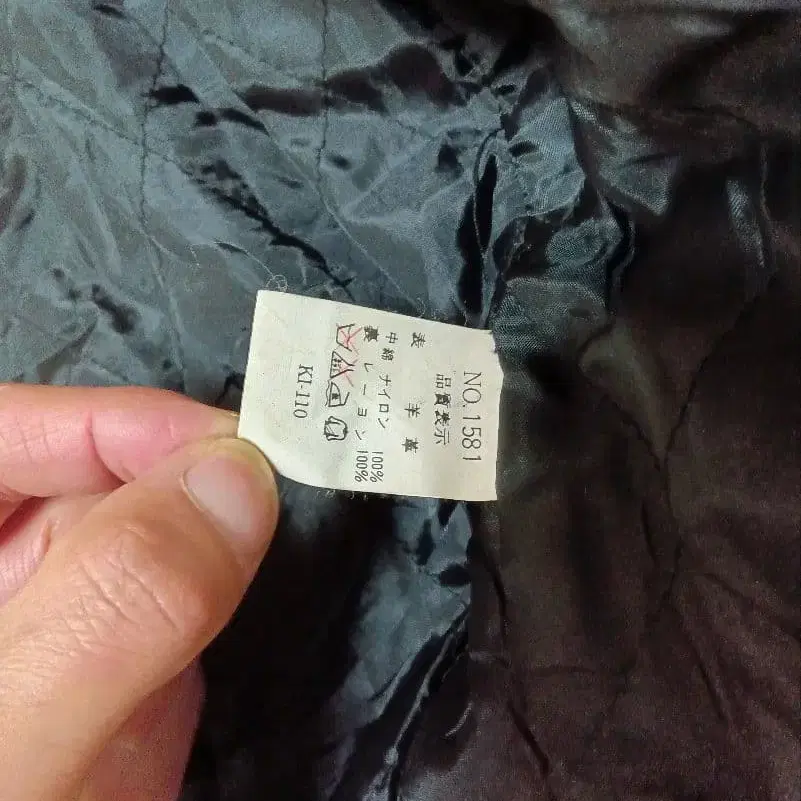 NO.1581
品質表示
表 羊革
中綿 ナイロン 100%
裏 レーヨン 100%
KI-110